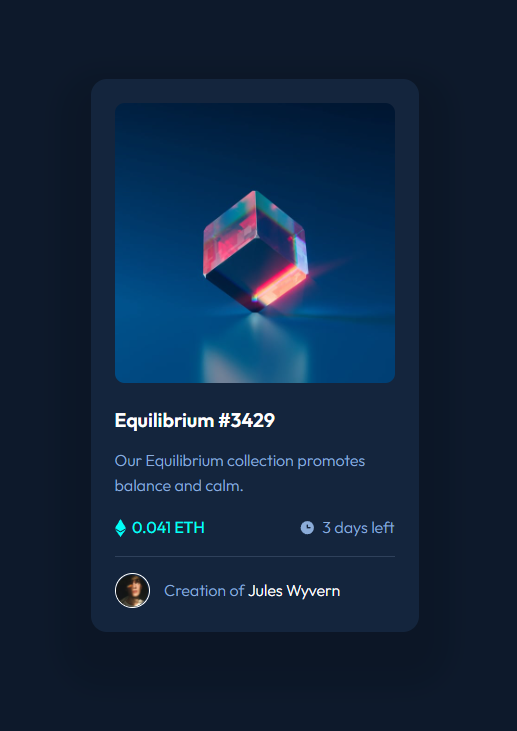 Equilibrium #3429
Our Equilibrium collection promotes
balance and calm.
0.041 ETH
3 days left
Creation of Jules Wyvern